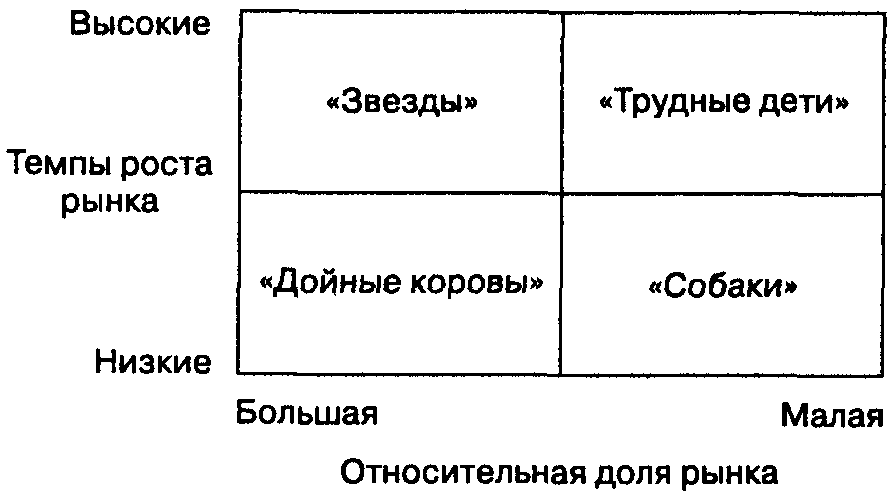 Высокие
«Звезды»
«Трудные дети»
Темпы роста
рынка
«Дойные коровы»
«Собаки»
Низкие
Большая
Малая
Относительная доля рынка